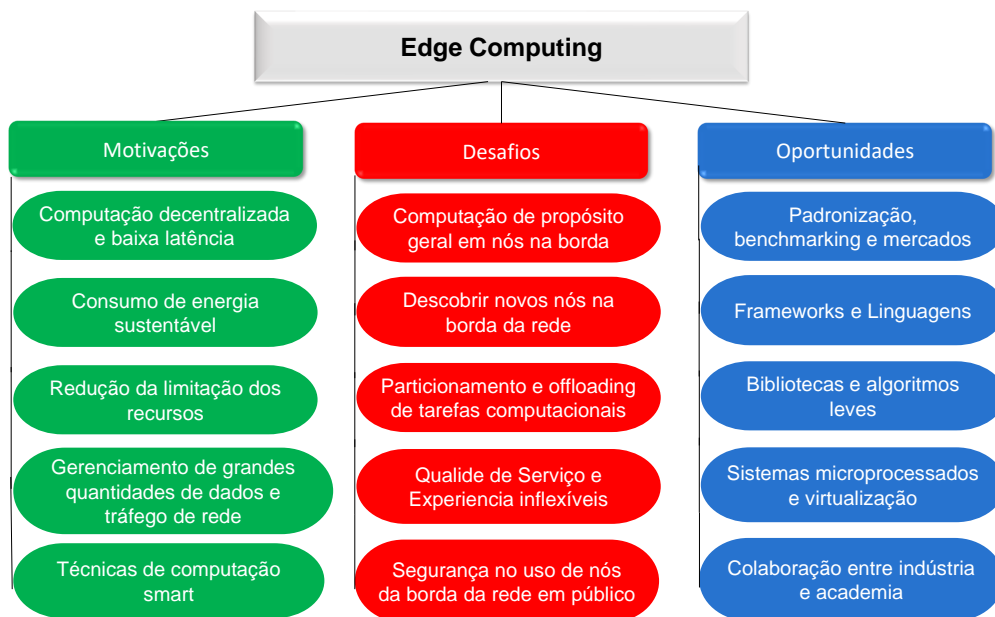 Edge Computing
Motivações
Computação decentralizada
e baixa latência
Consumo de energia
sustentável
Redução da limitação dos
recursos
Gerenciamento de grandes
quantidades de dados e
tráfego de rede
Técnicas de computação
smart
Desafios
Computação de propósito
geral em nós na borda
Descobrir novos nós na
borda da rede
Particionamento e offloading
de tarefas computacionais
Qualide de Serviço e
Experiencia inflexíveis
Segurança no uso de nós
da borda da rede em público
Oportunidades
Padronização,
benchmarking e mercados
Frameworks e Linguagens
Bibliotecas e algoritmos
leves
Sistemas microprocessados
e virtualização
Colaboração entre indústria
e academia